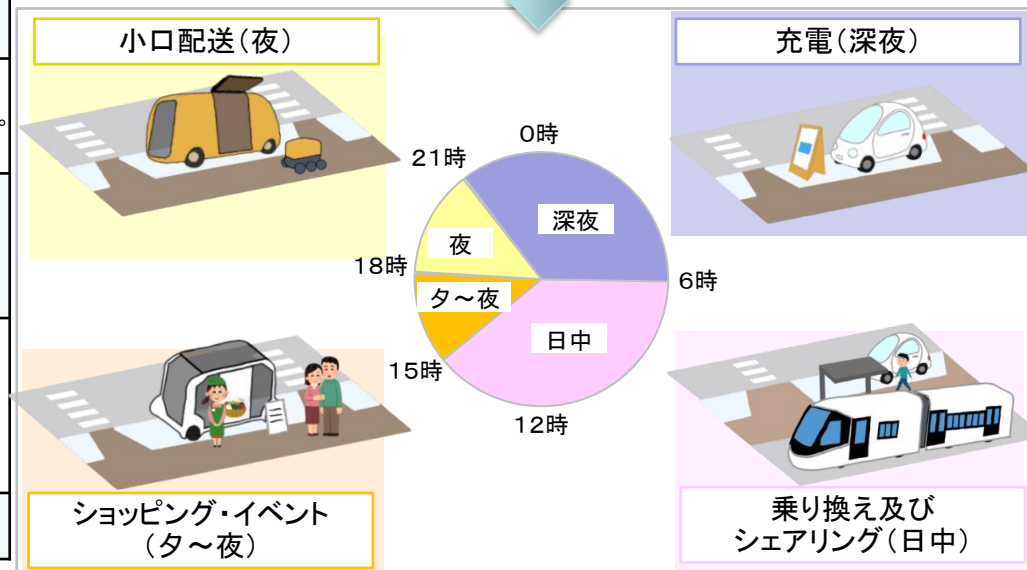 小口配送（夜）
充電（深夜）
。
0時
21時
深夜
夜
18時
6時
夕～夜
日中
15時
12時
ショッピング・イベント
（夕～夜）
乗り換え及び
シェアリング（日中）